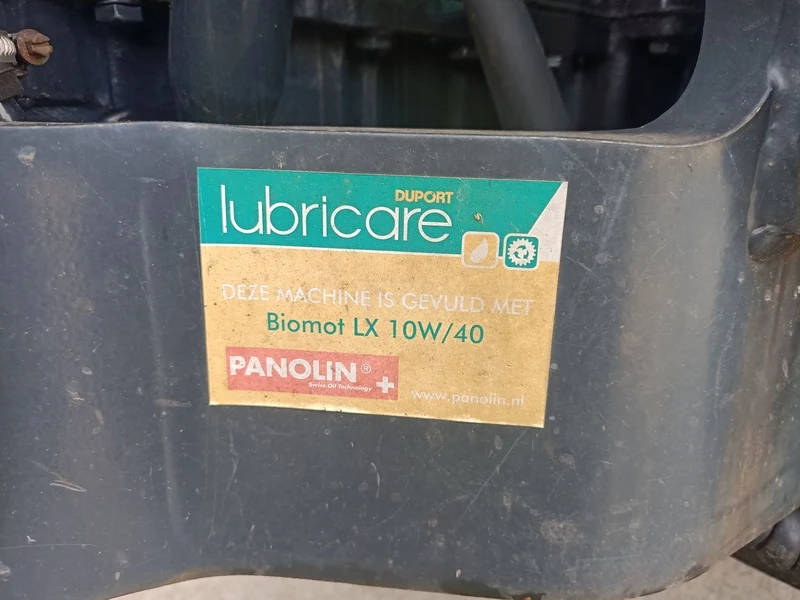 DUPORT
lubricare
DEZE MACHINE IS GEVULD MET
Biomot LX 10W/40
PANOLIN®
Swiss Oil Technology
www.panolin.nl